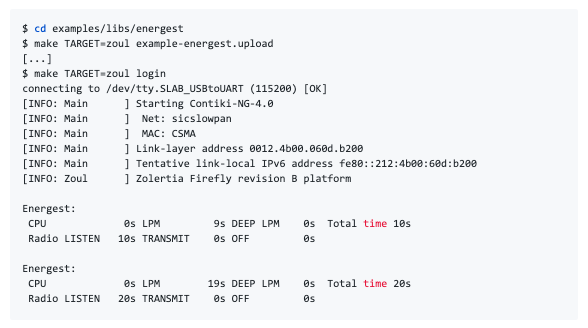 $ cd examples/libs/energest
$ make TARGET=zoul example-energest.upload
[...]
$ make TARGET=zoul login
connecting to /dev/tty.SLAB_USBtoUART (115200) [OK]
[INFO: Main      ] Starting Contiki-NG-4.0
[INFO: Main      ]  Net: sicslowpan
[INFO: Main      ]  MAC: CSMA
[INFO: Main      ] Link-layer address 0012.4b00.060d.b200
[INFO: Main      ] Tentative link-local IPv6 address fe80::212:4b00:60d:b200
[INFO: Zoul      ] Zolertia Firefly revision B platform

Energest:
 CPU             0s LPM         9s DEEP LPM    0s  Total time 10s
 Radio LISTEN   10s TRANSMIT    0s OFF         0s

Energest:
 CPU             0s LPM        19s DEEP LPM    0s  Total time 20s
 Radio LISTEN   20s TRANSMIT    0s OFF         0s